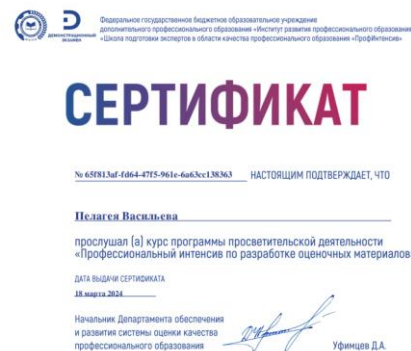 ДЕМОНСТРАЦИОННЫЙ
ЭКЗАМЕН
Федеральное государственное бюджетное образовательное учреждение
дополнительного профессионального образования «Институт развития профессионального образования
«Школа подготовки экспертов в области качества профессионального образования «ПрофИнтенсив»
СЕРТИФИКАТ
№ 65f813af-fd64-47f5-961e-6a63cc138363 НАСТОЯЩИМ ПОДТВЕРЖДАЕТ, ЧТО
Пелагея Васильева
прослушал (а) курс программы просветительской деятельности
«Профессиональный интенсив по разработке оценочных материалов
ДАТА ВЫДАЧИ СЕРТИФИКАТА
18 марта 2024
Начальник Департамента обеспечения
и развития системы оценки качества
профессионального образования Уфимцев Д.А.